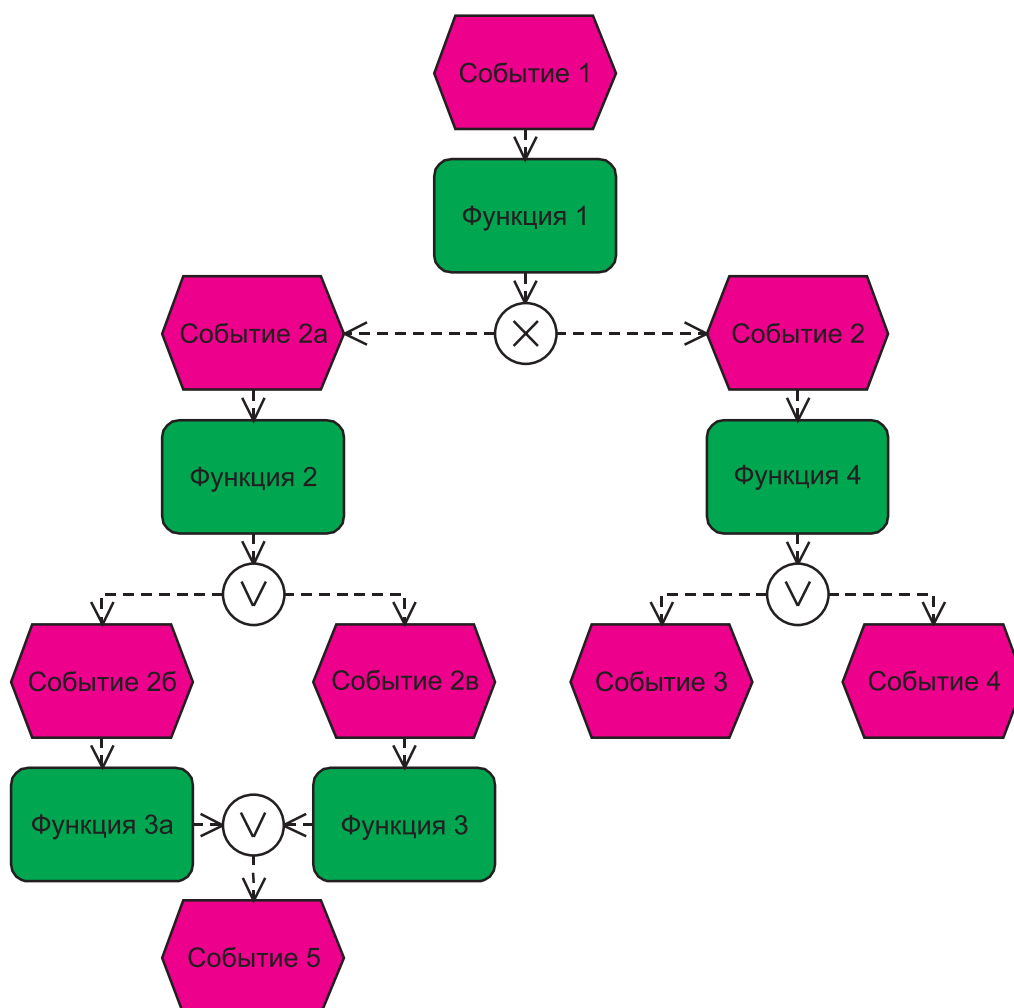 Событие 1
Функция 1
Событие 2а
Событие 2
Функция 2
Функция 4
Событие 2б
Событие 2в
Событие 3
Событие 4
Функция 3а
Функция 3
Событие 5